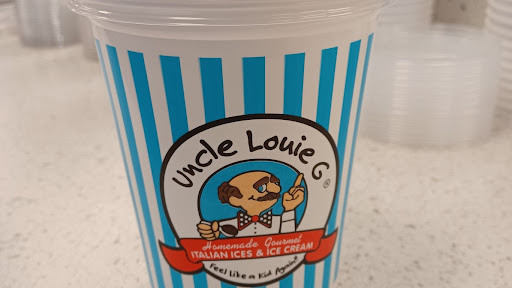 Uncle Louie G®
Homemade Gourmet
ITALIAN ICES & ICE CREAM
Feel Like a Kid Again!®